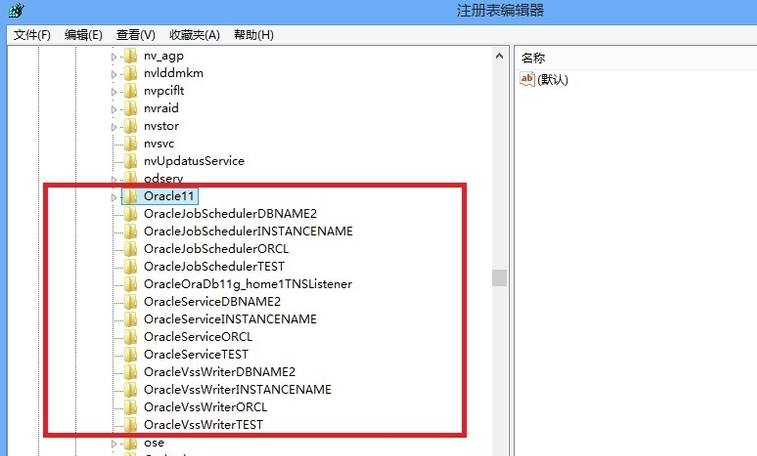 注册表编辑器
文件(F) 编辑(E) 查看(V) 收藏夹(A) 帮助(H)
nv_agp
nvlddmkm
nvpciflt
nvraid
nvstor
nvsvc
nvUpdatusService
odserv
Oracle11
OracleJobSchedulerDBNAME2
OracleJobSchedulerINSTANCENAME
OracleJobSchedulerORCL
OracleJobSchedulerTEST
OracleOraDb11g_home1TNSListener
OracleServiceDBNAME2
OracleServiceINSTANCENAME
OracleServiceORCL
OracleServiceTEST
OracleVssWriterDBNAME2
OracleVssWriterINSTANCENAME
OracleVssWriterORCL
OracleVssWriterTEST
ose
名称
ab (默认)